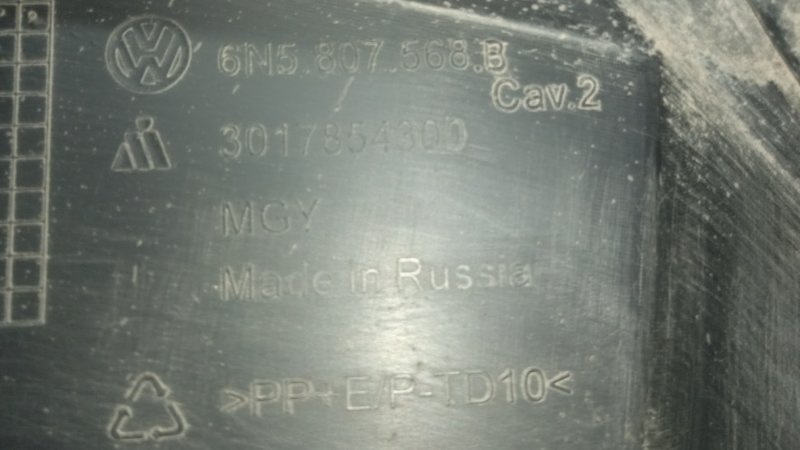 6N5.807.568.B
Cav.2
3017854300
MGY
Made in Russia
>PP+E/P-TD10<